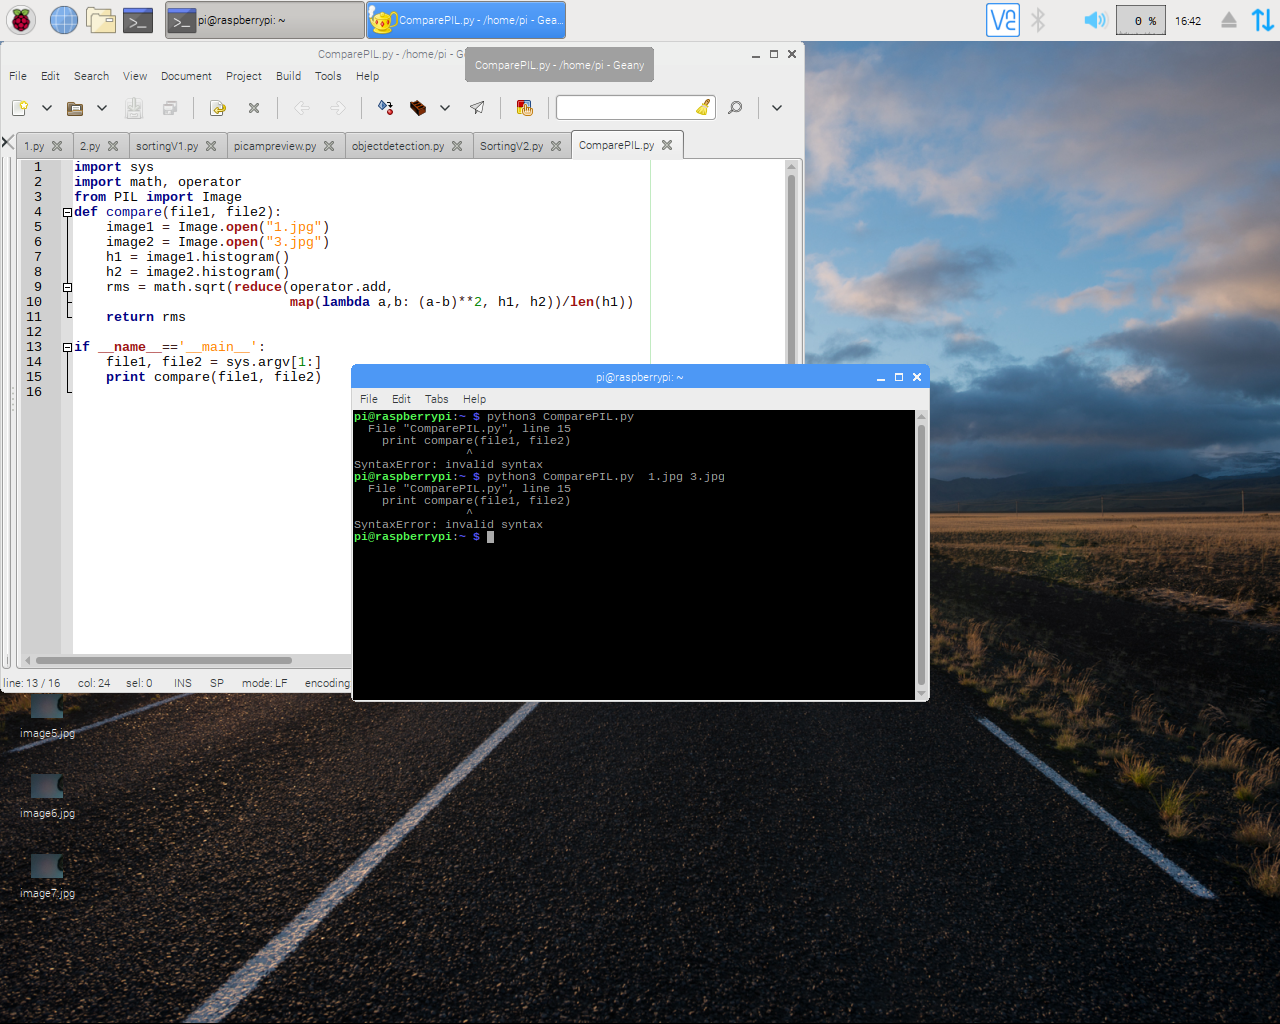 pi@raspberrypi: ~
ComparePIL.py - /home/pi - Gea...
0 %
16:42
ComparePIL.py - /home/pi - G
ComparePIL.py - /home/pi - Geany
File Edit Search View Document Project Build Tools Help
1.py 2.py sortingV1.py picampreview.py objectdetection.py SortingV2.py ComparePIL.py
1 import sys
2 import math, operator
3 from PIL import Image
4 def compare(file1, file2):
5 image1 = Image.open("1.jpg")
6 image2 = Image.open("3.jpg")
7 h1 = image1.histogram()
8 h2 = image2.histogram()
9 rms = math.sqrt(reduce(operator.add,
10 map(lambda a,b: (a-b)**2, h1, h2))/len(h1))
11 return rms
12
13 if __name__=='__main__':
14 file1, file2 = sys.argv[1:]
15 print compare(file1, file2)
16
line: 13 / 16 col: 24 sel: 0 INS SP mode: LF encoding:
pi@raspberrypi: ~
File Edit Tabs Help
pi@raspberrypi:~ $ python3 ComparePIL.py
File "ComparePIL.py", line 15
print compare(file1, file2)
^
SyntaxError: invalid syntax
pi@raspberrypi:~ $ python3 ComparePIL.py  1.jpg 3.jpg
File "ComparePIL.py", line 15
print compare(file1, file2)
^
SyntaxError: invalid syntax
pi@raspberrypi:~ $
image5.jpg
image6.jpg
image7.jpg